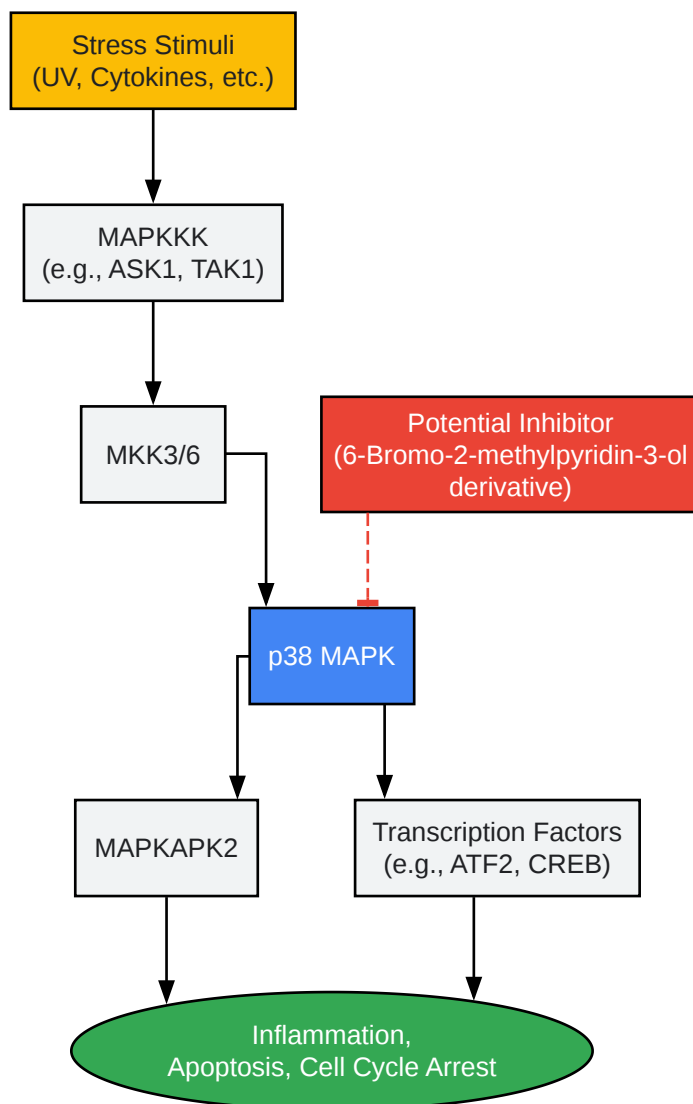 Stress Stimuli
(UV, Cytokines, etc.)
MAPKKK
(e.g., ASK1, TAK1)
MKK3/6
Potential Inhibitor
(6-Bromo-2-methylpyridin-3-ol
derivative)
p38 MAPK
MAPKAPK2
Transcription Factors
(e.g., ATF2, CREB)
Inflammation,
Apoptosis, Cell Cycle Arrest